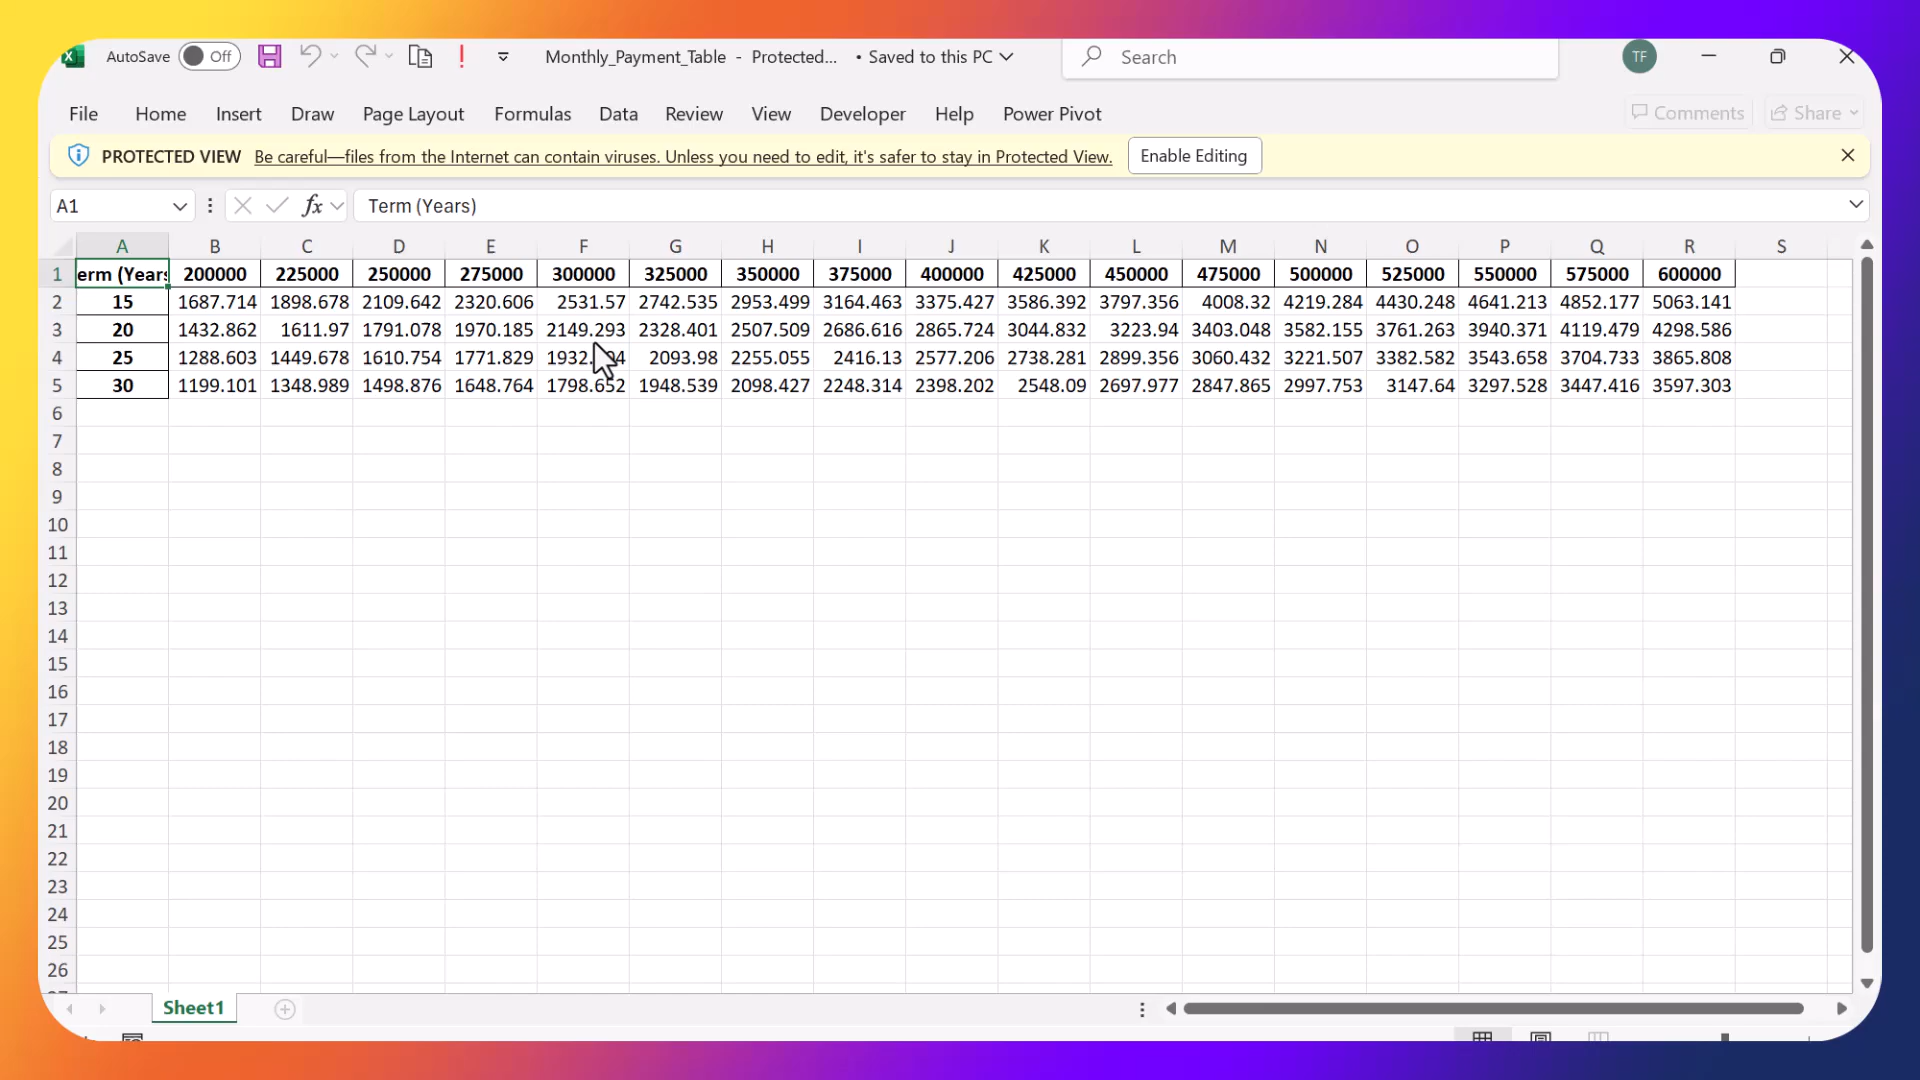 AutoSave Off Monthly_Payment_Table - Protected... • Saved to this PC Search TF
File Home Insert Draw Page Layout Formulas Data Review View Developer Help Power Pivot Comments Share
PROTECTED VIEW Be careful—files from the Internet can contain viruses. Unless you need to edit, it's safer to stay in Protected View. Enable Editing
A1 fx Term (Years)
A B C D E F G H I J K L M N O P Q R S
1 erm (Years 200000 225000 250000 275000 300000 325000 350000 375000 400000 425000 450000 475000 500000 525000 550000 575000 600000
2 15 1687.714 1898.678 2109.642 2320.606 2531.57 2742.535 2953.499 3164.463 3375.427 3586.392 3797.356 4008.32 4219.284 4430.248 4641.213 4852.177 5063.141
3 20 1432.862 1611.97 1791.078 1970.185 2149.293 2328.401 2507.509 2686.616 2865.724 3044.832 3223.94 3403.048 3582.155 3761.263 3940.371 4119.479 4298.586
4 25 1288.603 1449.678 1610.754 1771.829 2093.98 2255.055 2416.13 2577.206 2738.281 2899.356 3060.432 3221.507 3382.582 3543.658 3704.733 3865.808
5 30 1199.101 1348.989 1498.876 1648.764 1798.652 1948.539 2098.427 2248.314 2398.202 2548.09 2697.977 2847.865 2997.753 3147.64 3297.528 3447.416 3597.303
6
7
8
9
10
11
12
13
14
15
16
17
18
19
20
21
22
23
24
25
26
Sheet1